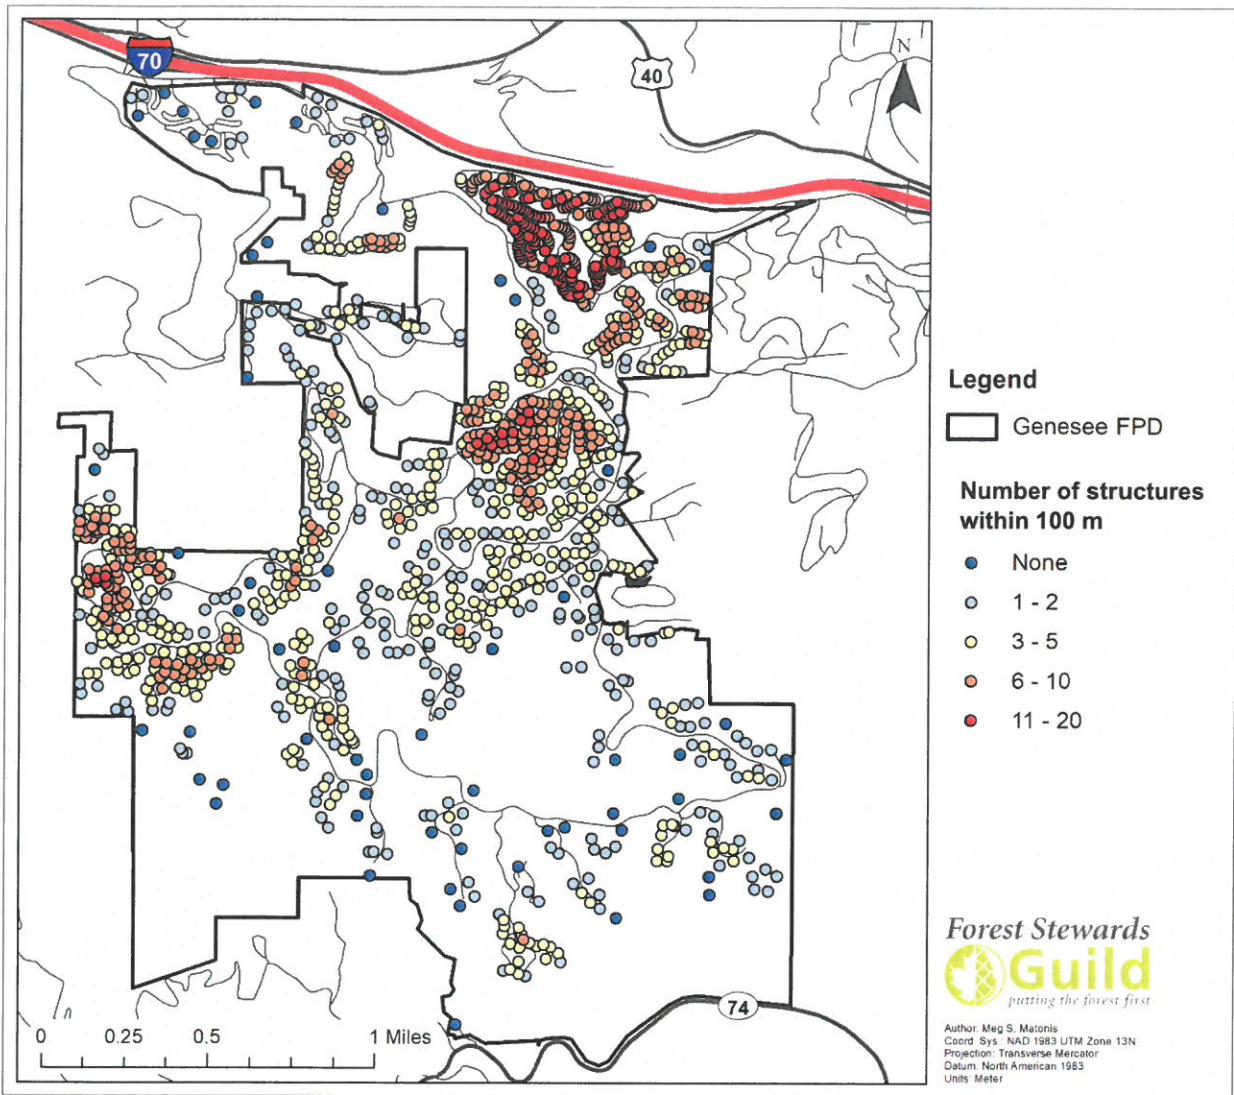 70
40
N
Legend
Genesee FPD
Number of structures
within 100 m
None
1 - 2
3 - 5
6 - 10
11 - 20
74
0 0.25 0.5 1 Miles
Forest Stewards
Guild
putting the forest first
Author: Meg S. Matonis
Coord. Sys.: NAD 1983 UTM Zone 13N
Projection: Transverse Mercator
Datum: North American 1983
Units: Meter